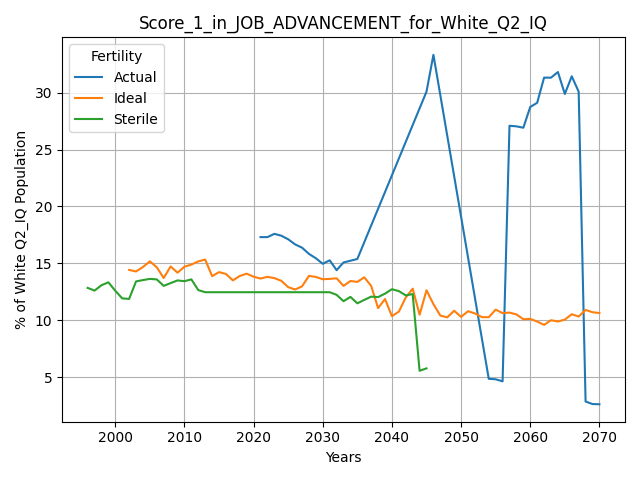 Score_1_in_JOB_ADVANCEMENT_for_White_Q2_IQ
Fertility
Actual
Ideal
Sterile
% of White Q2_IQ Population
30
25
20
15
10
5
2000 2010 2020 2030 2040 2050 2060 2070
Years